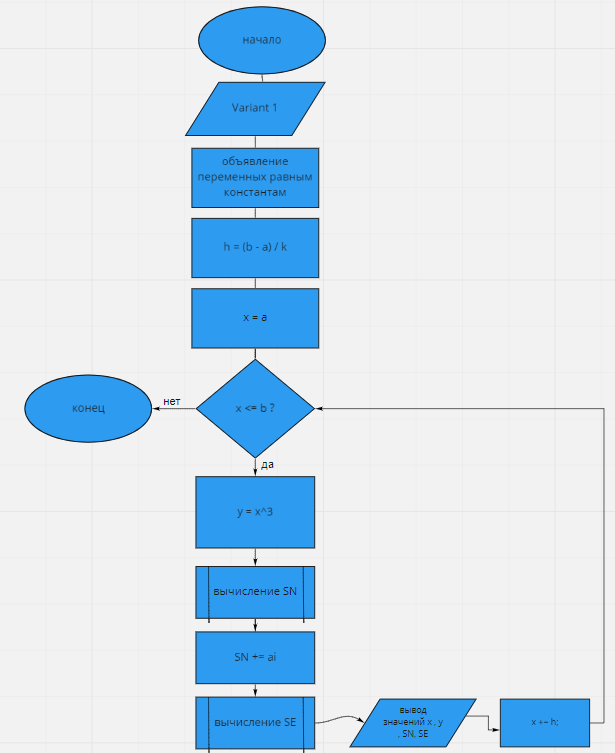 начало
Variant 1
объявление
переменных равным
константам
h = (b - a) / k
x = a
x <= b ?
нет
конец
да
y = x^3
вычисление SN
SN += ai
вычисление SE
вывод
значений x , y
, SN, SE
x += h;